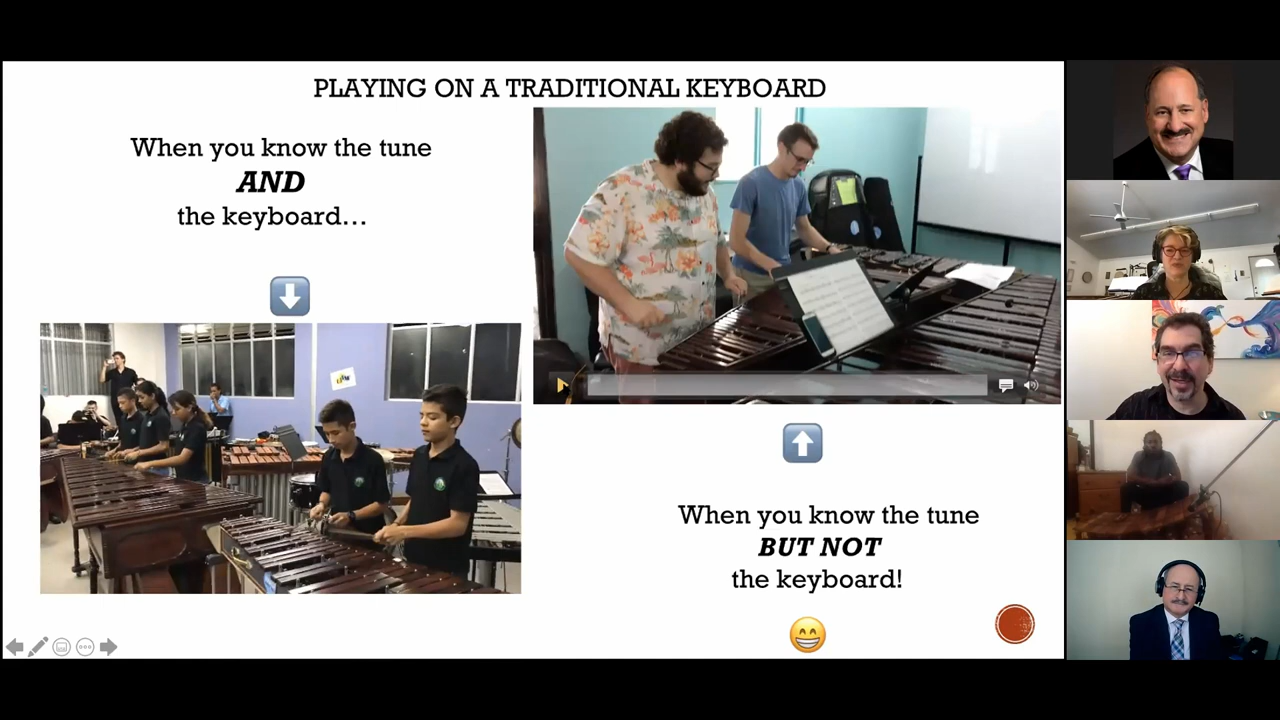 PLAYING ON A TRADITIONAL KEYBOARD
When you know the tune
AND
the keyboard...
When you know the tune
BUT NOT
the keyboard!